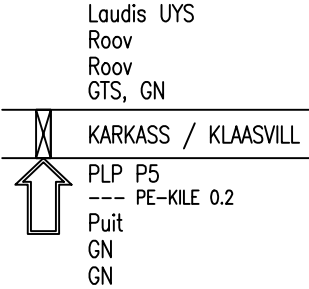 Laudis UYS
Roov
Roov
GTS, GN
KARKASS / KLAASVILL
PLP P5
--- PE-KILE 0.2
Puit
GN
GN